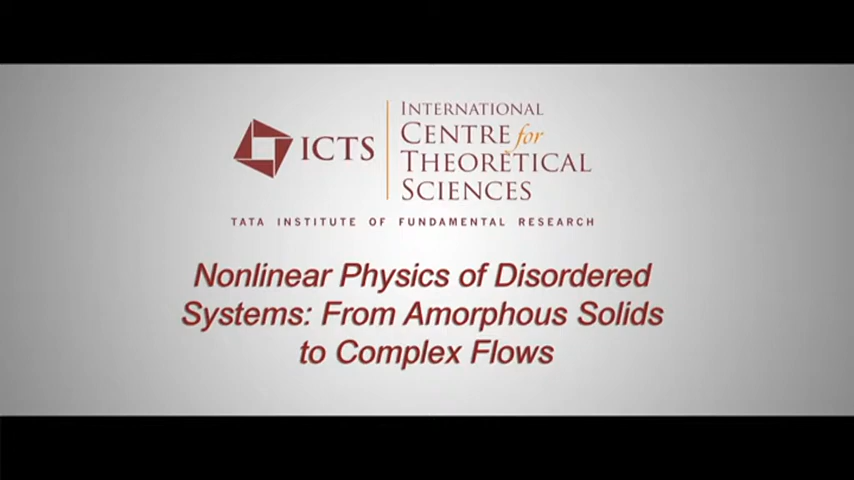 ICTS
INTERNATIONAL
CENTRE for
THEORETICAL
SCIENCES
TATA INSTITUTE OF FUNDAMENTAL RESEARCH
Nonlinear Physics of Disordered
Systems: From Amorphous Solids
to Complex Flows